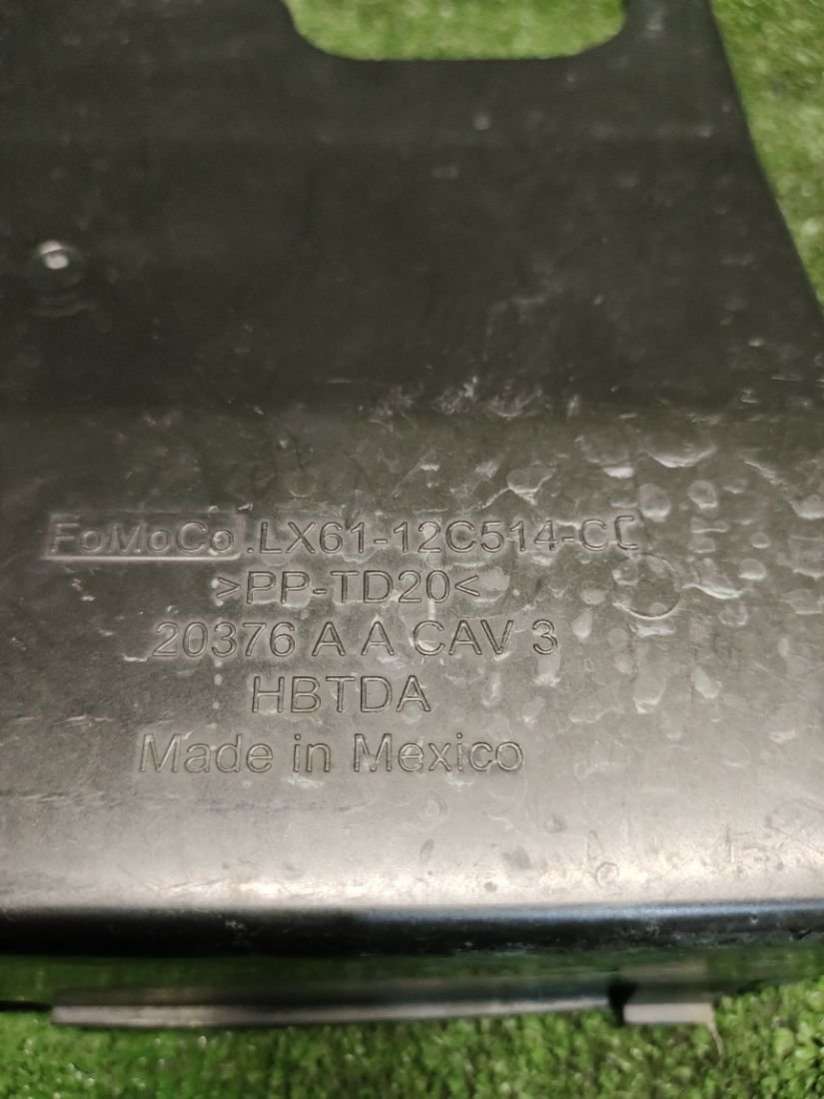 FoMoCo LX61-12C514-CC
>PP-TD20<
20376 A A CAV 3
HBTDA
Made in Mexico